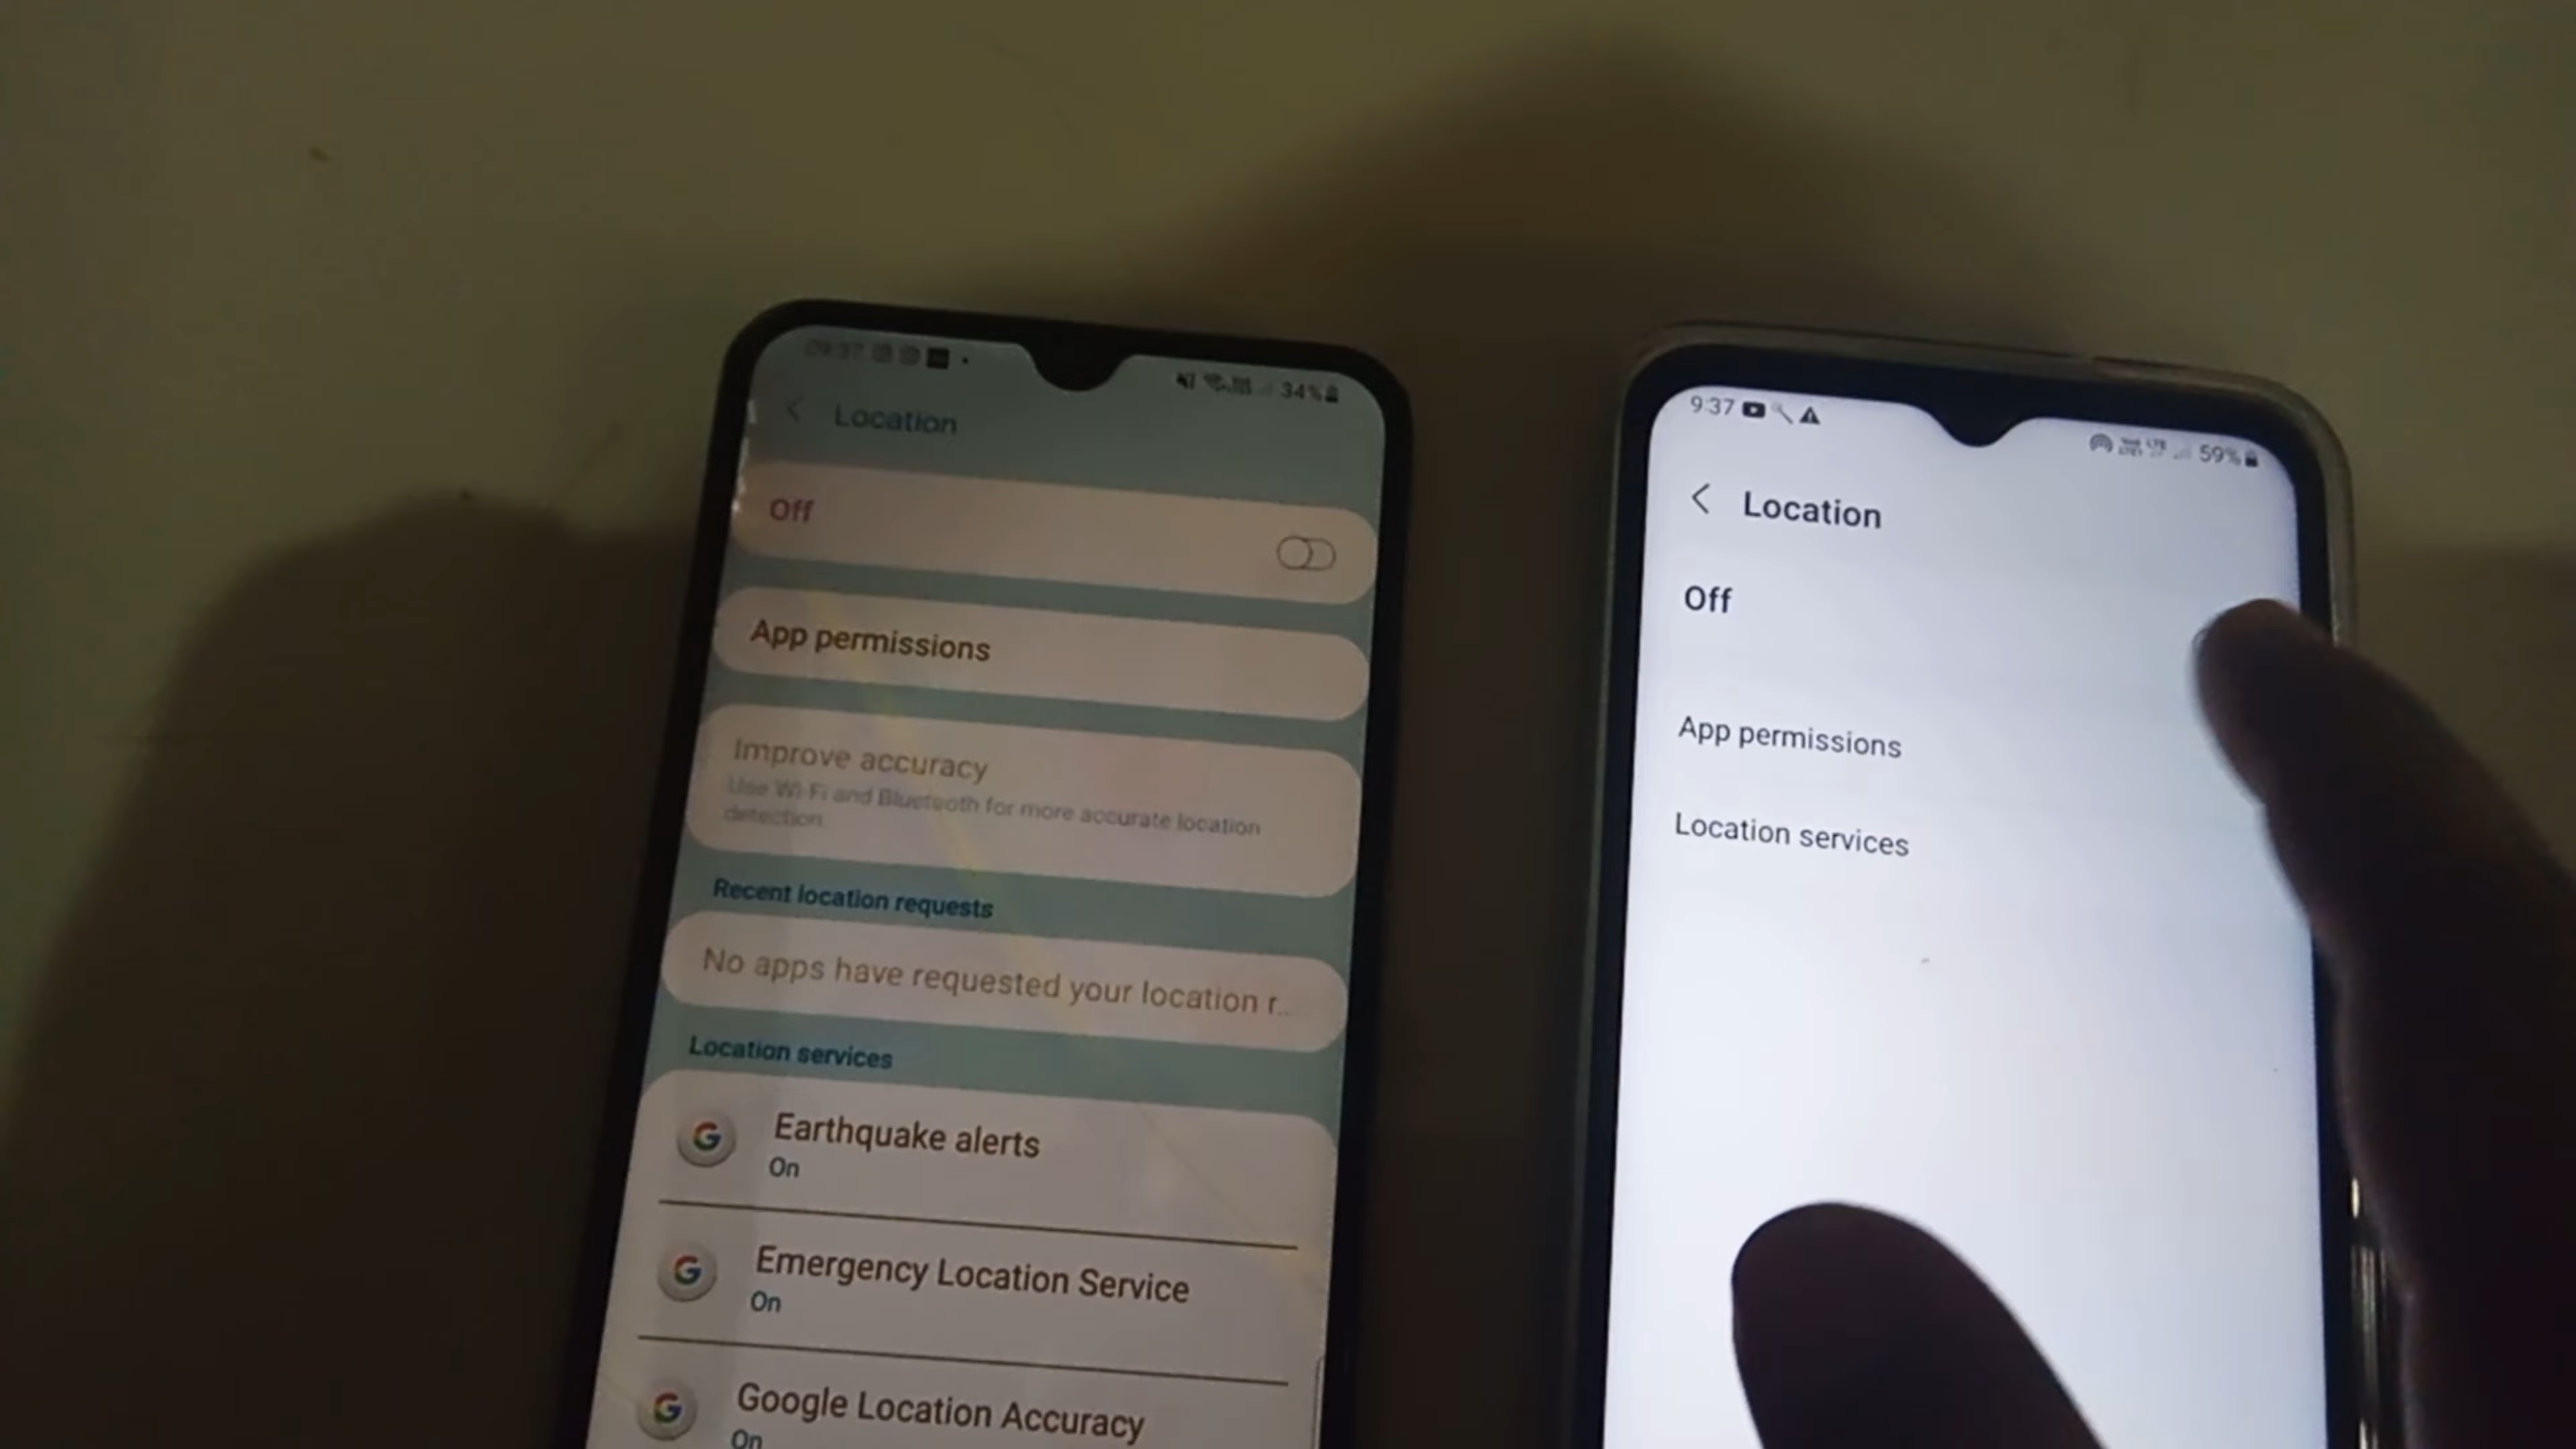 09:37
34%
Location
Off
App permissions
Improve accuracy
Use Wi-Fi and Bluetooth for more accurate location
detection.
Recent location requests
No apps have requested your location r...
Location services
Earthquake alerts
On
Emergency Location Service
On
Google Location Accuracy
On
9:37
LTE
59%
Location
Off
App permissions
Location services